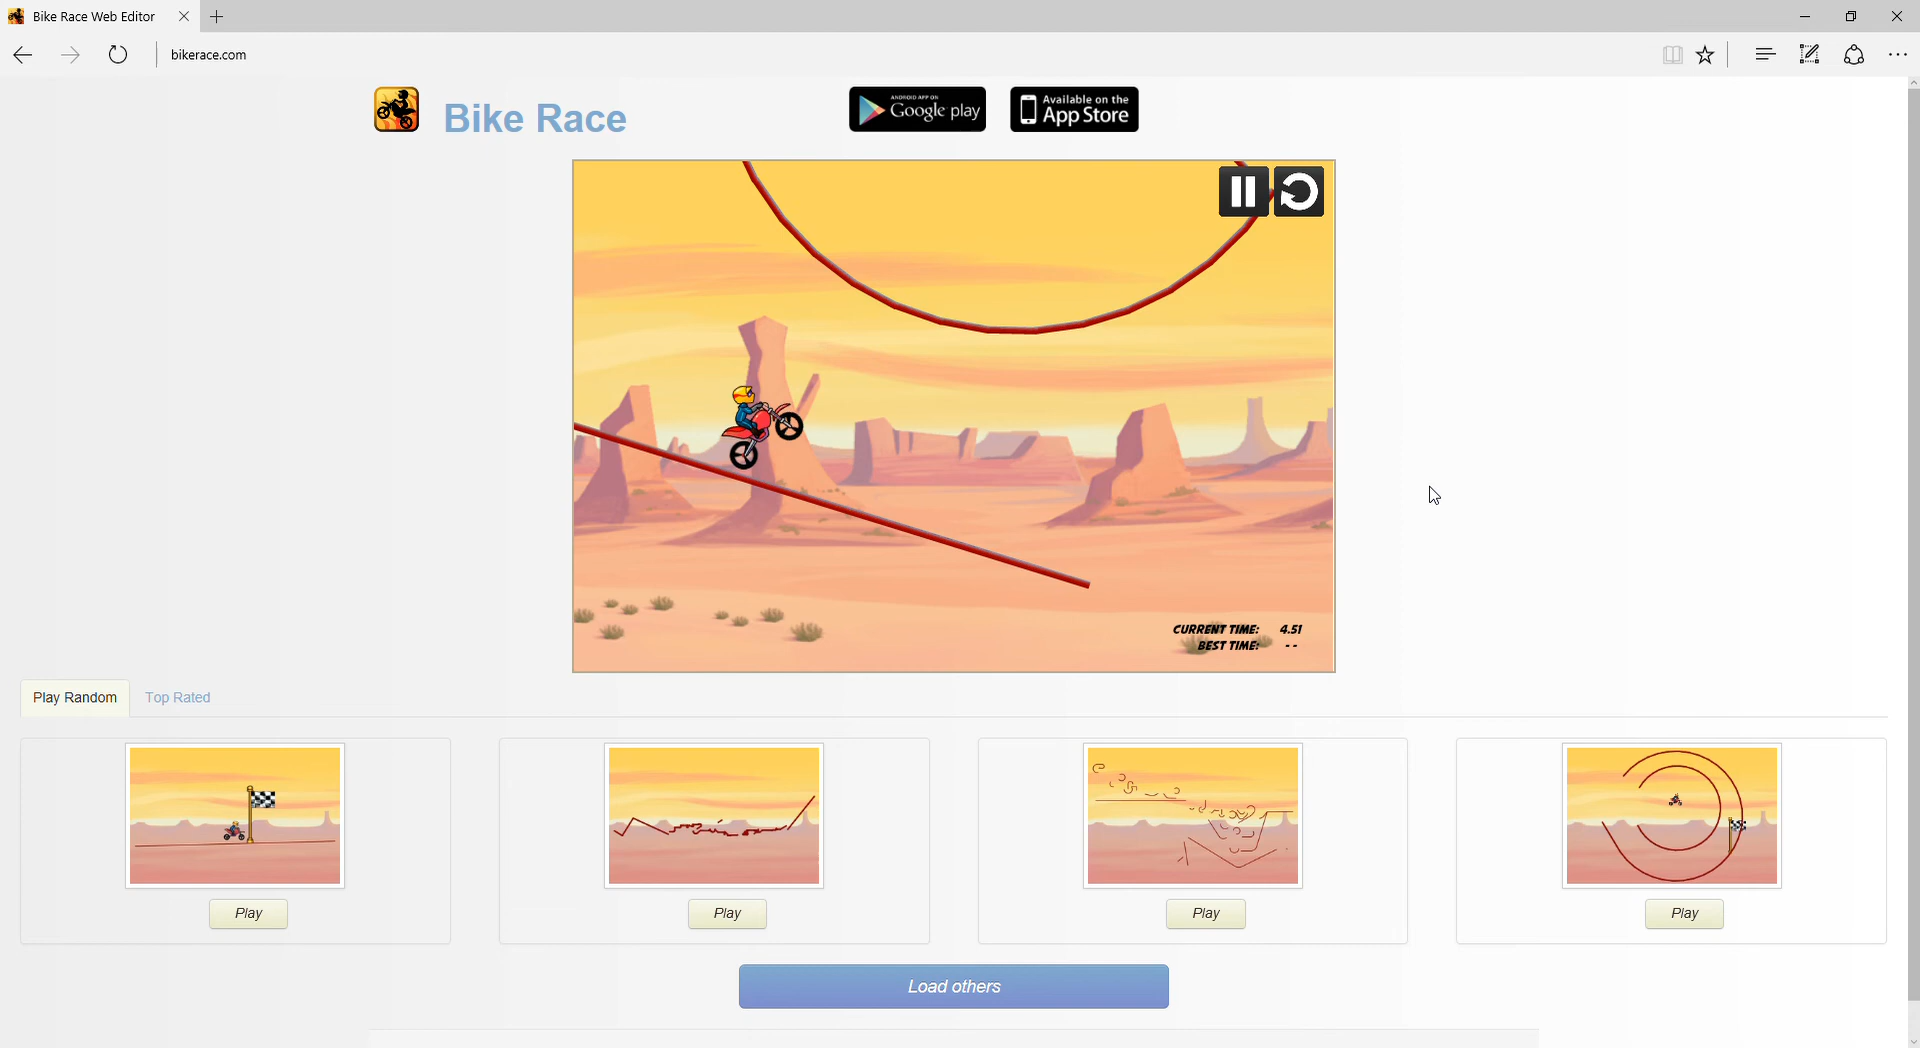 Bike Race Web Editor
bikerace.com
Bike Race
ANDROID APP ON
Google play
Available on the
App Store
CURRENT TIME: 4.51
BEST TIME: --
Play Random
Top Rated
Play
Play
Play
Play
Load others